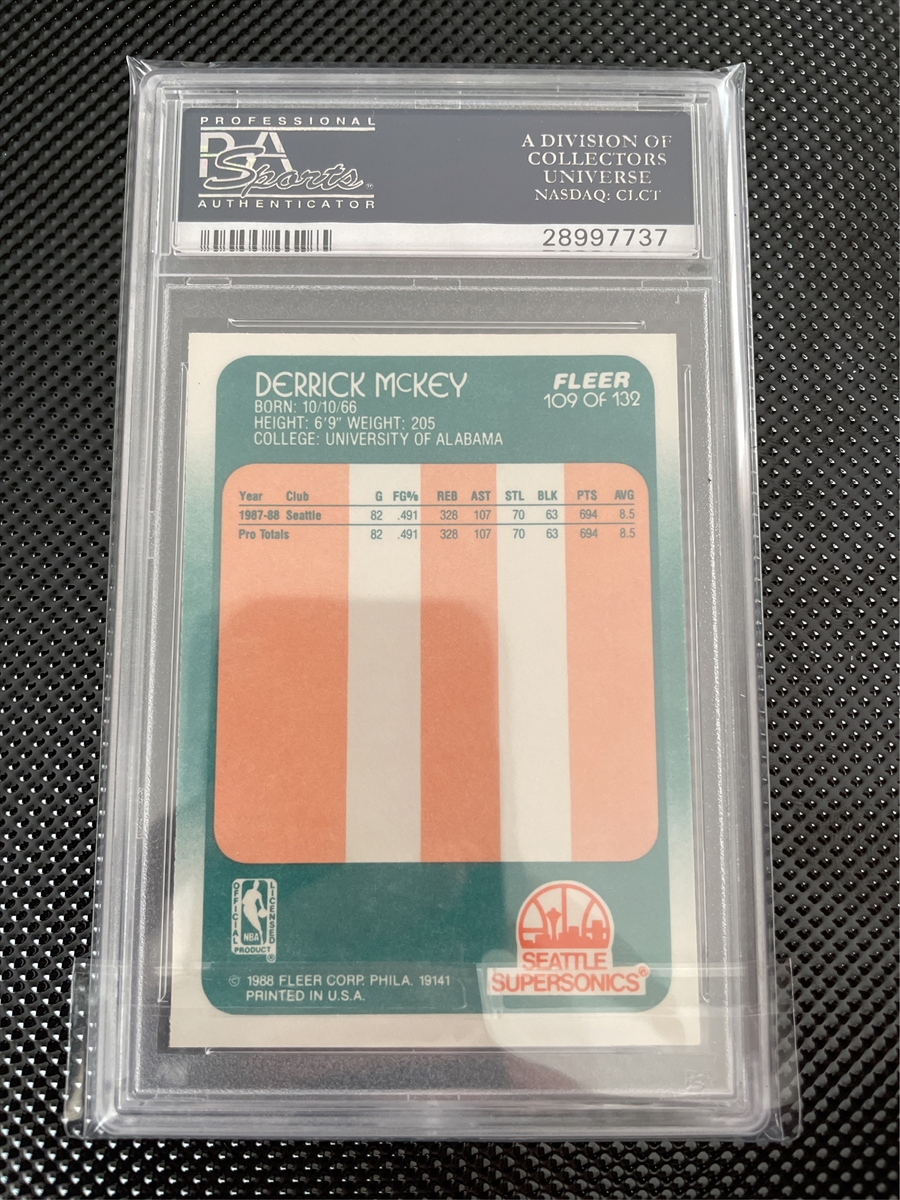 PROFESSIONAL
PSA
Sports
AUTHENTICATOR
A DIVISION OF
COLLECTORS
UNIVERSE
NASDAQ: CLCT
28997737
DERRICK McKEY
FLEER
BORN: 10/10/66
109 OF 132
HEIGHT: 6'9" WEIGHT: 205
COLLEGE: UNIVERSITY OF ALABAMA
Year Club G FG% REB AST STL BLK PTS AVG
1987-88 Seattle 82 .491 328 107 70 63 694 8.5
Pro Totals 82 .491 328 107 70 63 694 8.5
OFFICIAL
LICENSED
NBA
PRODUCT
®
SEATTLE
SUPERSONICS®
© 1988 FLEER CORP. PHILA. 19141
PRINTED IN U.S.A.